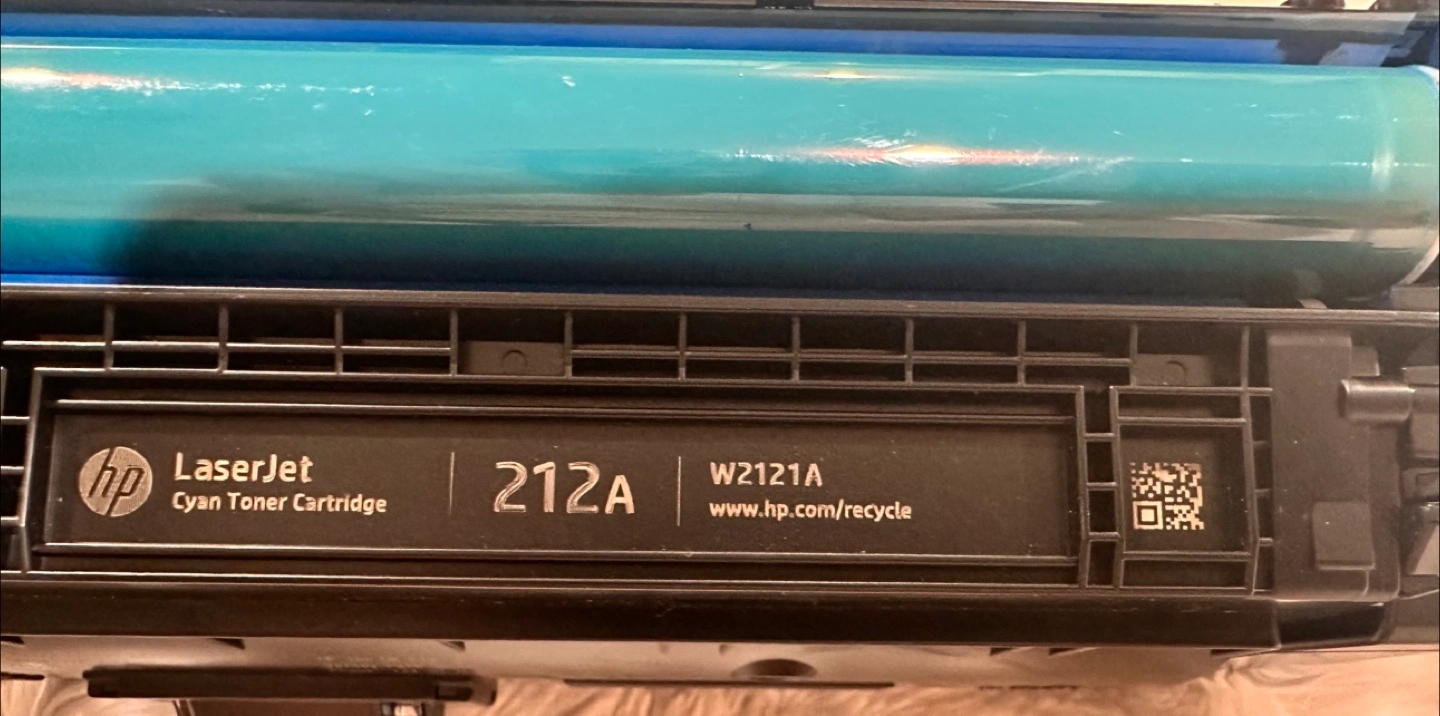 hp
LaserJet
Cyan Toner Cartridge
212A
W2121A
www.hp.com/recycle